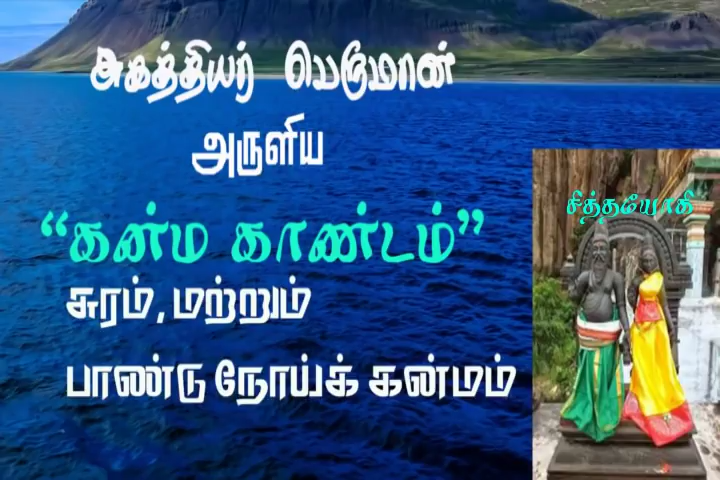 அகத்தியர் பெருமான்
அருளிய
“கன்ம காண்டம்”
சுரம், மற்றும்
பாண்டு நோய்க் கன்மம்
சித்தயோகி